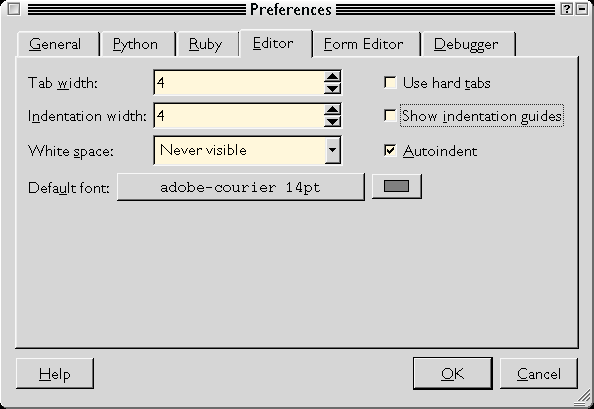 Preferences
General Python Ruby Editor Form Editor Debugger
Tab width: 4 Use hard tabs
Indentation width: 4 Show indentation guides
White space: Never visible Autoindent
Default font: adobe-courier 14pt
Help OK Cancel